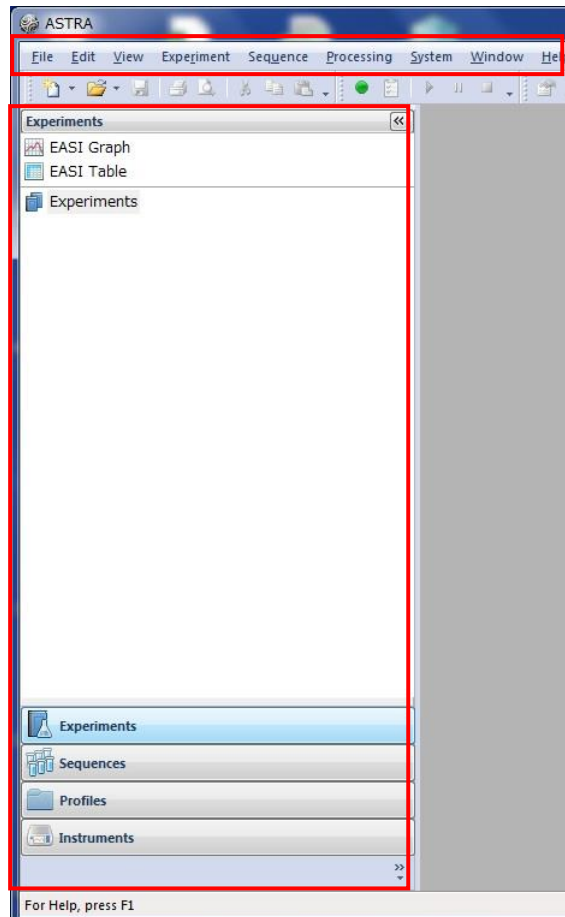 ASTRA
File Edit View Experiment Sequence Processing System Window Help
Experiments
EASI Graph
EASI Table
Experiments
Experiments
Sequences
Profiles
Instruments
For Help, press F1